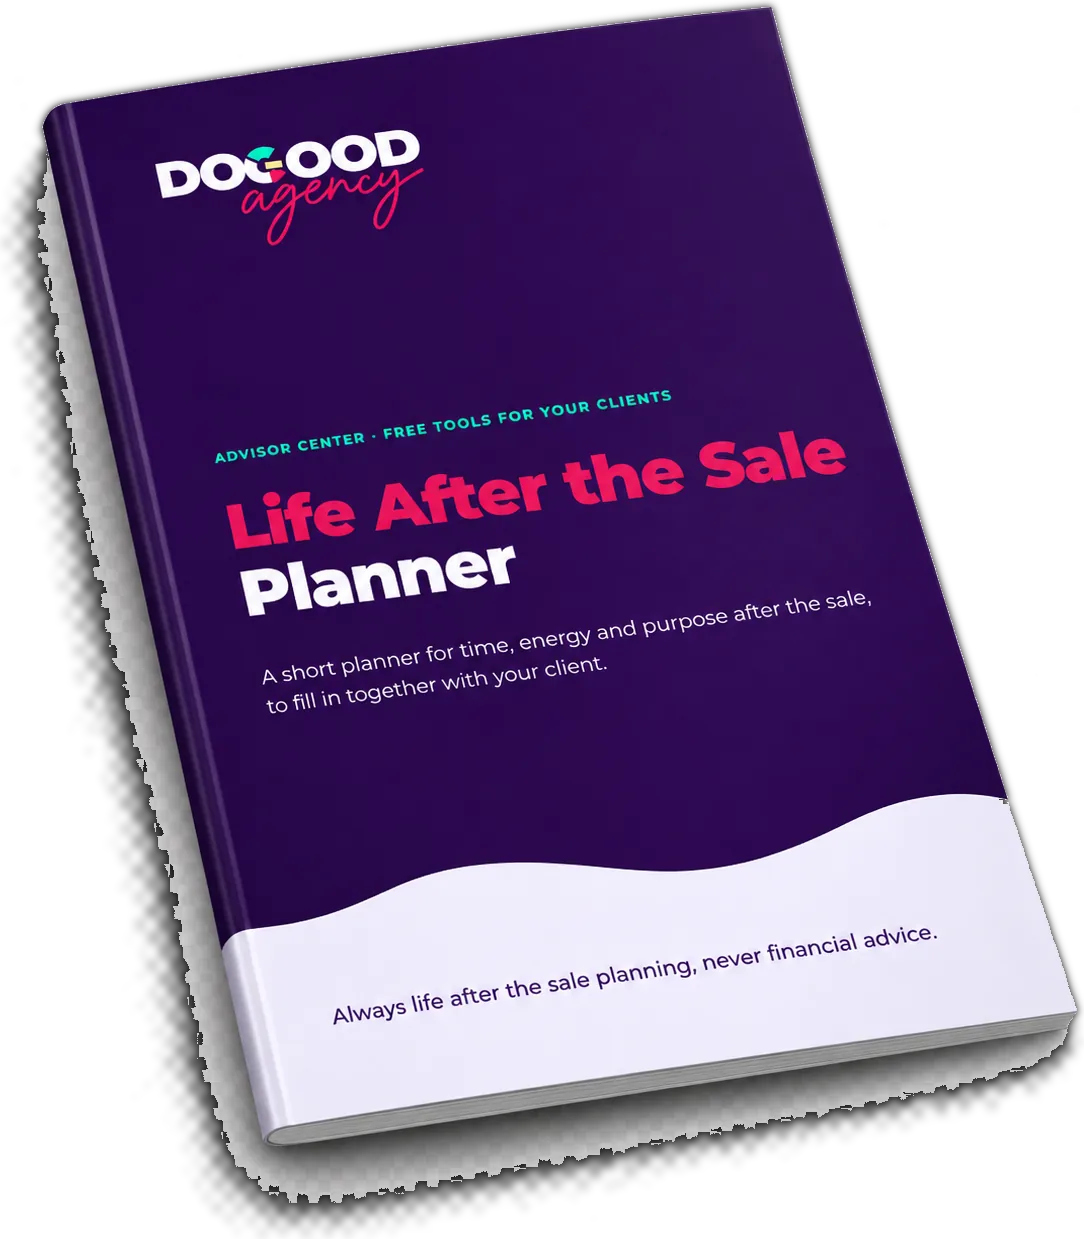 DOGOOD
agency
ADVISOR CENTER · FREE TOOLS FOR YOUR CLIENTS
Life After the Sale
Planner
A short planner for time, energy and purpose after the sale,
to fill in together with your client.
Always life after the sale planning, never financial advice.